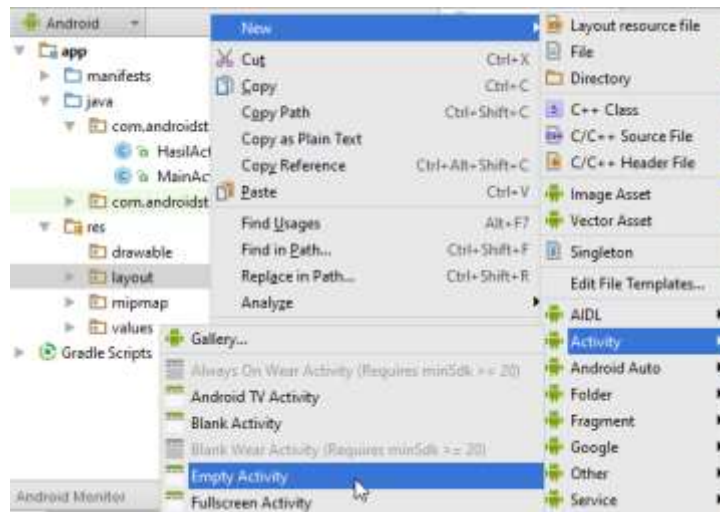 Android
app
manifests
java
com.androidst
HasilAct
MainAc
com.androidst
res
drawable
layout
mipmap
values
Gradle Scripts
Android Monitor
New
Cut Ctrl+X
Copy Ctrl+C
Copy Path Ctrl+Shift+C
Copy as Plain Text
Copy Reference Ctrl+Alt+Shift+C
Paste Ctrl+V
Find Usages Alt+F7
Find in Path... Ctrl+Shift+F
Replace in Path... Ctrl+Shift+R
Analyze
Layout resource file
File
Directory
C++ Class
C/C++ Source File
C/C++ Header File
Image Asset
Vector Asset
Singleton
Edit File Templates...
AIDL
Activity
Android Auto
Folder
Fragment
Google
Other
Service
Gallery...
Always On Wear Activity (Requires minSdk >= 20)
Android TV Activity
Blank Activity
Blank Wear Activity (Requires minSdk >= 20)
Empty Activity
Fullscreen Activity